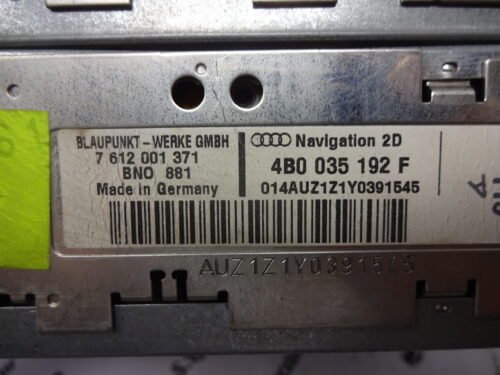 BLAUPUNKT - WERKE GMBH
7 612 001 371
BNO 881
Made in Germany
Navigation 2D
4B0 035 192 F
014AUZ1Z1Y0391545
AUZ1Z1Y0391545